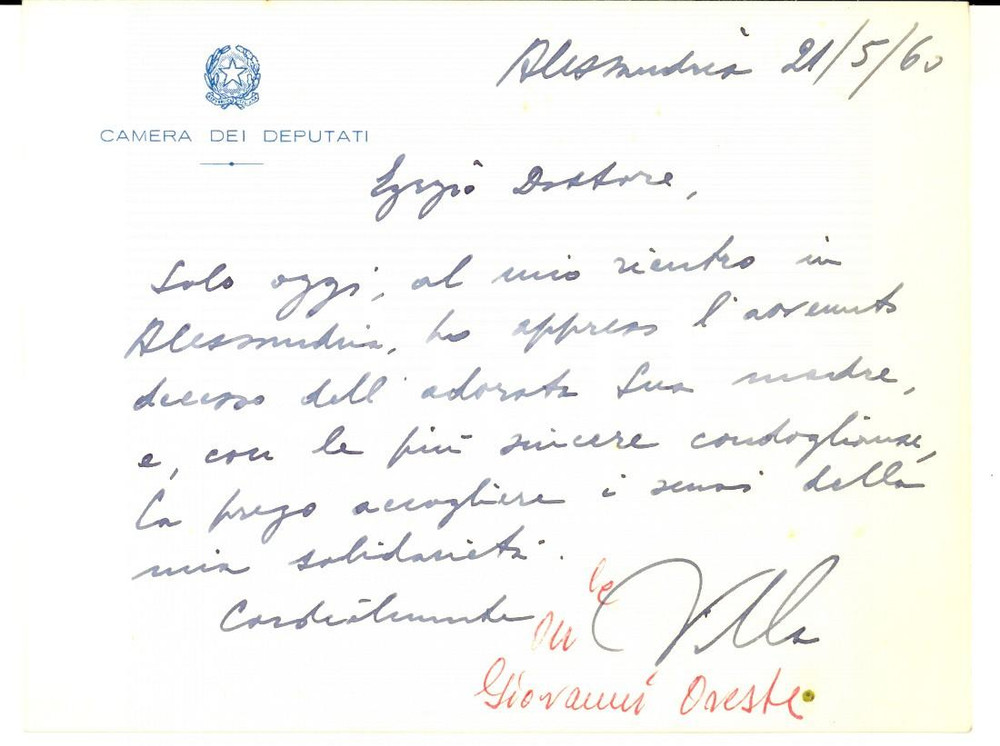 Alessandria 21/5/60
CAMERA DEI DEPUTATI
Egregio Dottore,
Solo oggi, al mio rientro in
Alessandria, ho appreso l'avvenuto
decesso dell'adorata Sua madre,
e, con le più sincere condoglianze,
La prego accogliere i sensi della
mia solidarietà.
Cordialmente
On le Villa
Giovanni Oreste